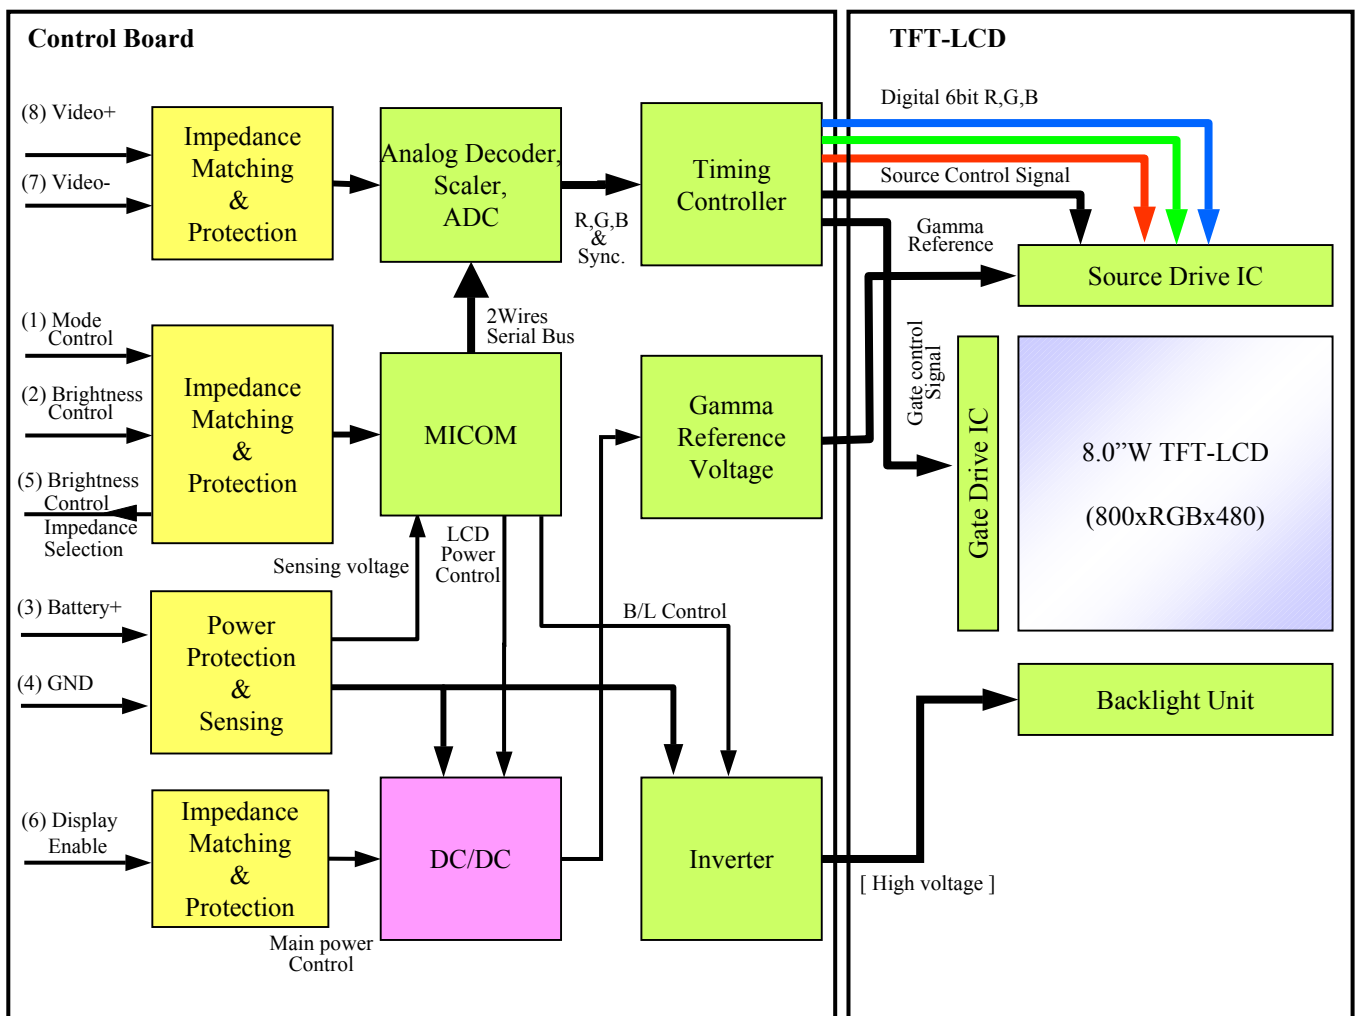 Control Board
TFT-LCD
(8) Video+
(7) Video-
Impedance
Matching
&
Protection
Analog Decoder,
Scaler,
ADC
R,G,B
&
Sync.
Timing
Controller
Digital 6bit R,G,B
Source Control Signal
Gamma
Reference
Source Drive IC
(1) Mode
Control
(2) Brightness
Control
(5) Brightness
Control
Impedance
Selection
Impedance
Matching
&
Protection
2Wires
Serial Bus
MICOM
Gamma
Reference
Voltage
Gate control
Signal
Gate Drive IC
8.0”W TFT-LCD
(800xRGBx480)
Sensing voltage
LCD
Power
Control
B/L Control
(3) Battery+
(4) GND
Power
Protection
&
Sensing
Backlight Unit
(6) Display
Enable
Impedance
Matching
&
Protection
Main power
Control
DC/DC
Inverter
[ High voltage ]